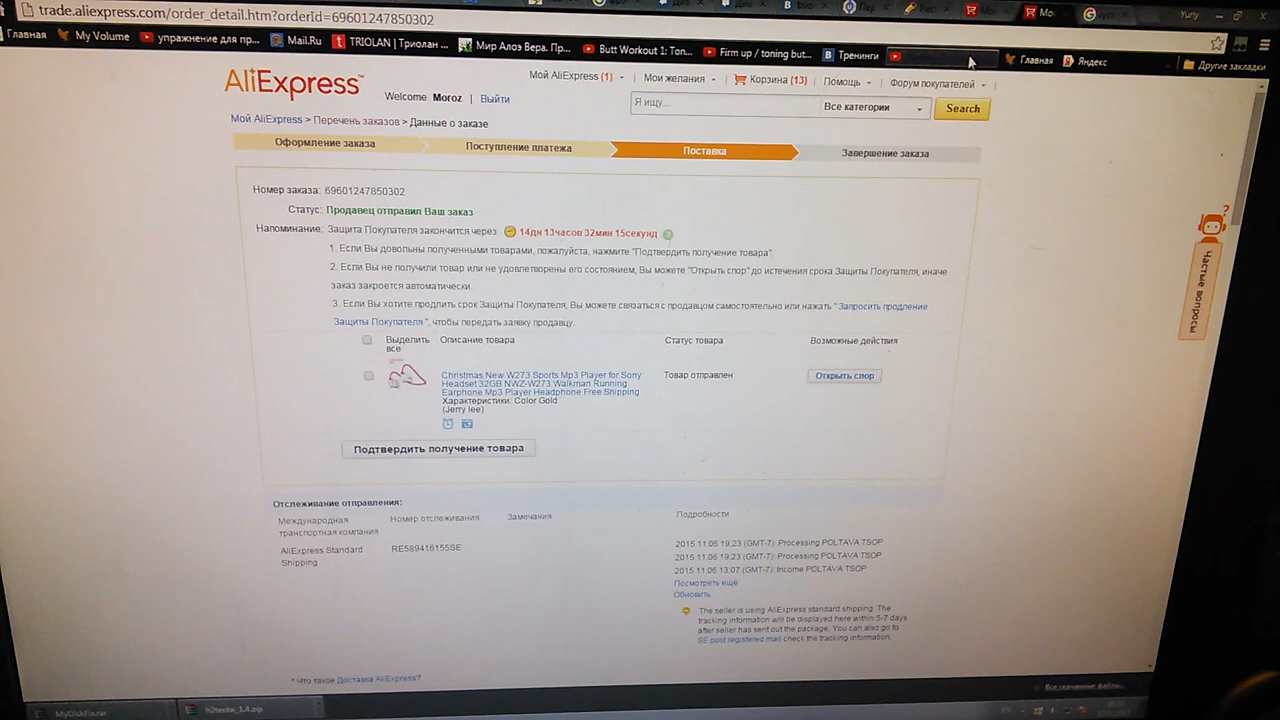 trade.aliexpress.com/order_detail.htm?orderId=69601247850302
Yuriy
Главная My Volume упражнение для пр... Mail.Ru TRIOLAN | Триолан ... Мир Алоэ Вера. Пр... Butt Workout 1: Ton... Firm up / toning but... Тренинги Главная Яндекс Другие закладки
AliExpress™
Мой AliExpress (1) Мои желания Корзина (13) Помощь Форум покупателей
Welcome Moroz | Выйти
Я ищу... Все категории Search
Мой AliExpress > Перечень заказов > Данные о заказе
Оформление заказа Поступление платежа Поставка Завершение заказа
Номер заказа: 69601247850302
Статус: Продавец отправил Ваш заказ
Напоминание: Защита Покупателя закончится через 14дн 13часов 32мин 15секунд ?
1. Если Вы довольны полученными товарами, пожалуйста, нажмите "Подтвердить получение товара".
2. Если Вы не получили товар или не удовлетворены его состоянием, Вы можете "Открыть спор" до истечения срока Защиты Покупателя, иначе
заказ закроется автоматически.
3. Если Вы хотите продлить срок Защиты Покупателя, Вы можете связаться с продавцом самостоятельно или нажать " Запросить продление
Защиты Покупателя ", чтобы передать заявку продавцу.
Выделить все Описание товара Статус товара Возможные действия
Christmas New W273 Sports Mp3 Player for Sony
Headset 32GB NWZ-W273 Walkman Running
Earphone Mp3 Player Headphone Free Shipping
Характеристики: Color Gold
(Jerry lee)
Товар отправлен
Открыть спор
Подтвердить получение товара
?
Частые вопросы
Отслеживание отправления:
Международная транспортная компания Номер отслеживания Замечания Подробности
AliExpress Standard Shipping RE589416155SE
2015.11.06 19:23 (GMT-7): Processing POLTAVA TSOP
2015.11.06 19:23 (GMT-7): Processing POLTAVA TSOP
2015.11.06 13:07 (GMT-7): Income POLTAVA TSOP
Посмотреть ещё
Обновить
The seller is using AliExpress standard shipping. The
tracking information will be displayed here within 5-7 days
after seller has sent out the package. You can also go to
SE post registered mail check the tracking information.
* Что такое Доставка AliExpress?
MyDiskFix.rar h2testw_1.4.zip Все скачанные файлы...